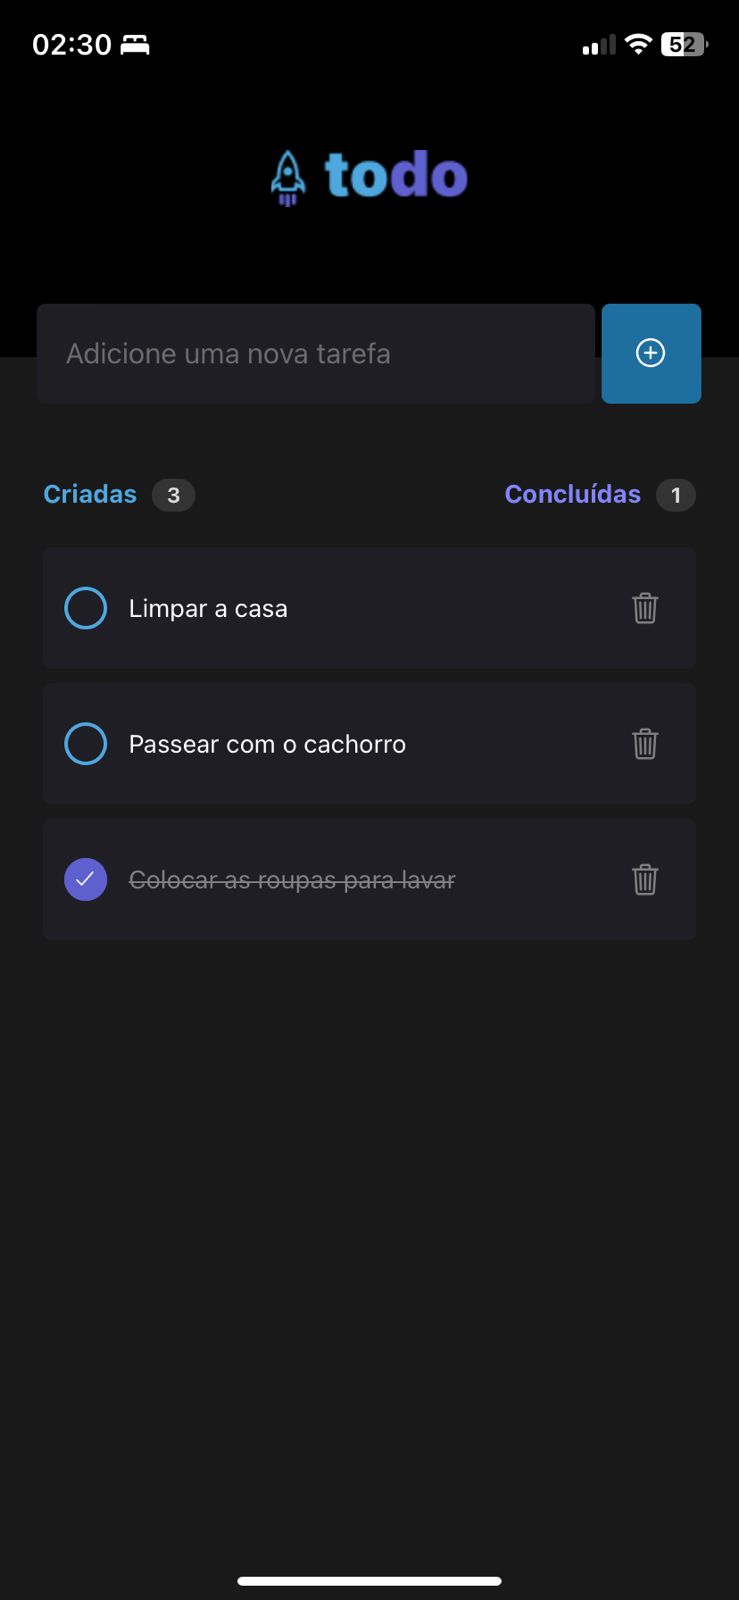 02:30
52
todo
Adicione uma nova tarefa
Criadas 3
Concluídas 1
Limpar a casa
Passear com o cachorro
Colocar as roupas para lavar